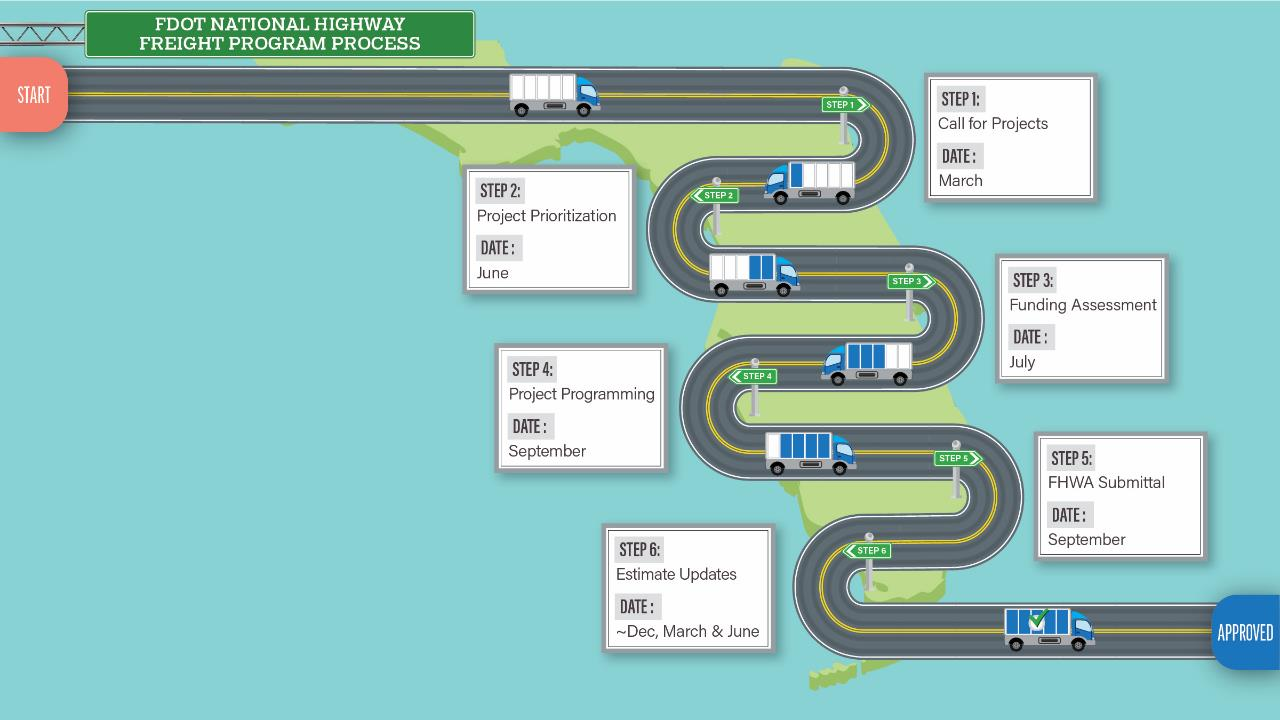 FDOT NATIONAL HIGHWAY
FREIGHT PROGRAM PROCESS
START
STEP 1
STEP 1:
Call for Projects
DATE :
March
STEP 2
STEP 2:
Project Prioritization
DATE :
June
STEP 3
STEP 3:
Funding Assessment
DATE :
July
STEP 4
STEP 4:
Project Programming
DATE :
September
STEP 5
STEP 5:
FHWA Submittal
DATE :
September
STEP 6
STEP 6:
Estimate Updates
DATE :
~Dec, March & June
APPROVED